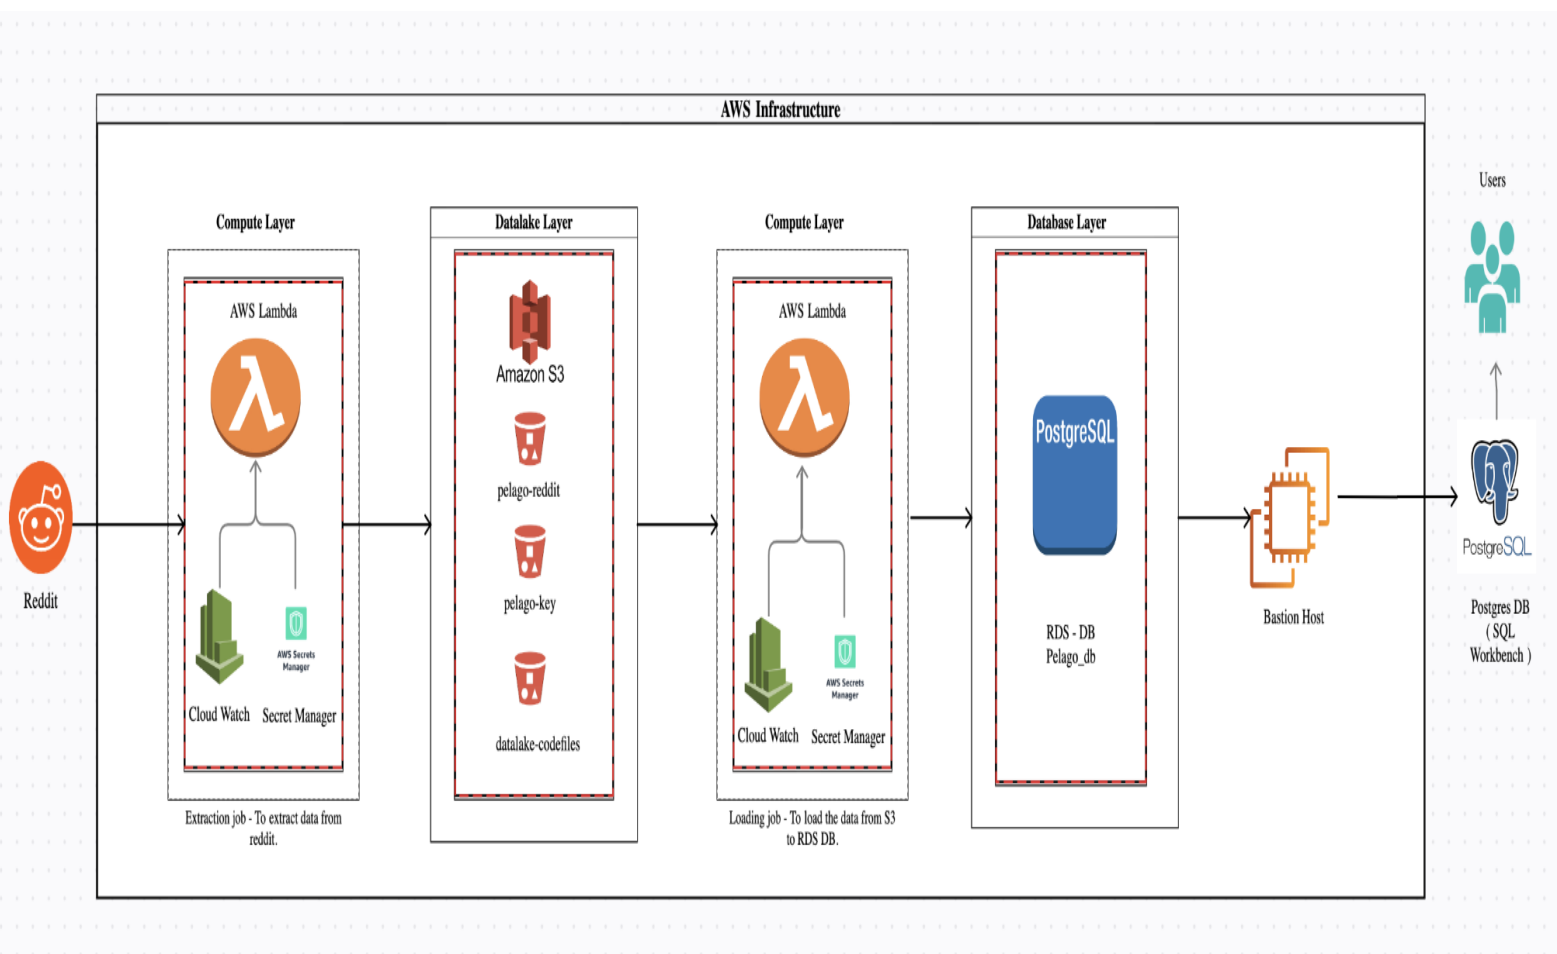 AWS Infrastructure
Users
Compute Layer
Datalake Layer
Compute Layer
Database Layer
AWS Lambda
Amazon S3
pelago-reddit
pelago-key
datalake-codefiles
AWS Lambda
PostgreSQL
RDS - DB
Pelago_db
Reddit
AWS Secrets
Manager
Cloud Watch
Secret Manager
AWS Secrets
Manager
Cloud Watch
Secret Manager
Bastion Host
PostgreSQL
Postgres DB
( SQL
Workbench )
Extraction job - To extract data from
reddit.
Loading job - To load the data from S3
to RDS DB.